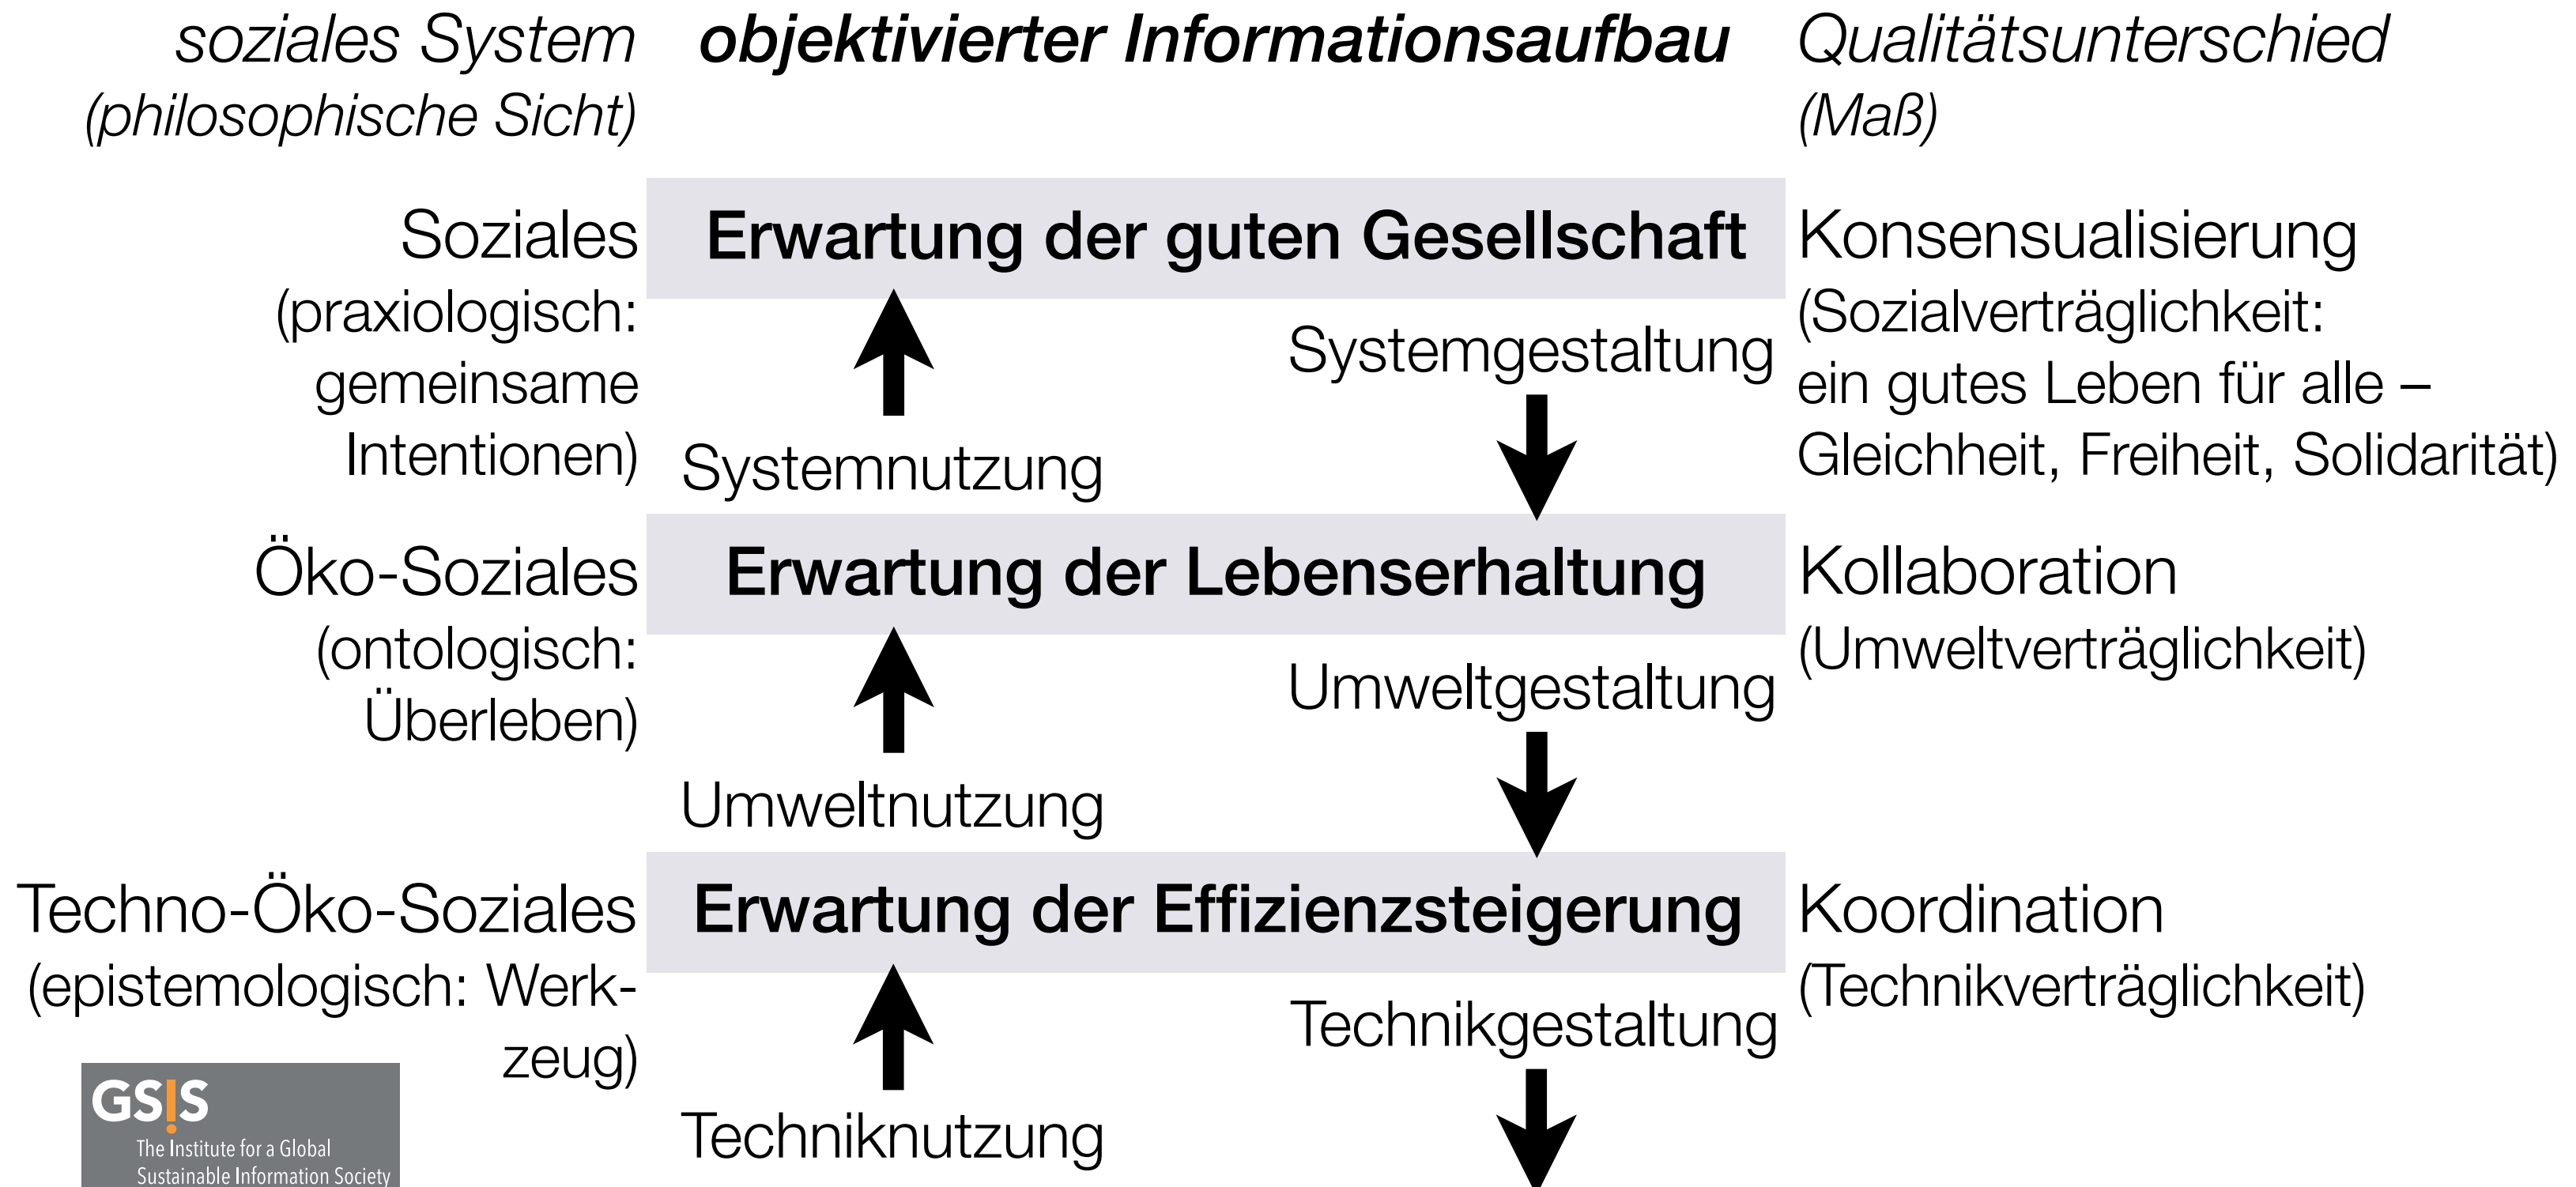 soziales System
(philosophische Sicht)
objektivierter Informationsaufbau
Qualitätsunterschied
(Maß)
Soziales
(praxiologisch:
gemeinsame
Intentionen)
Erwartung der guten Gesellschaft
Systemgestaltung
Systemnutzung
Konsensualisierung
(Sozialverträglichkeit:
ein gutes Leben für alle –
Gleichheit, Freiheit, Solidarität)
Öko-Soziales
(ontologisch:
Überleben)
Erwartung der Lebenserhaltung
Umweltgestaltung
Umweltnutzung
Kollaboration
(Umweltverträglichkeit)
Techno-Öko-Soziales
(epistemologisch: Werk-
zeug)
Erwartung der Effizienzsteigerung
Technikgestaltung
Techniknutzung
Koordination
(Technikverträglichkeit)
GS!S
The Institute for a Global
Sustainable Information Society